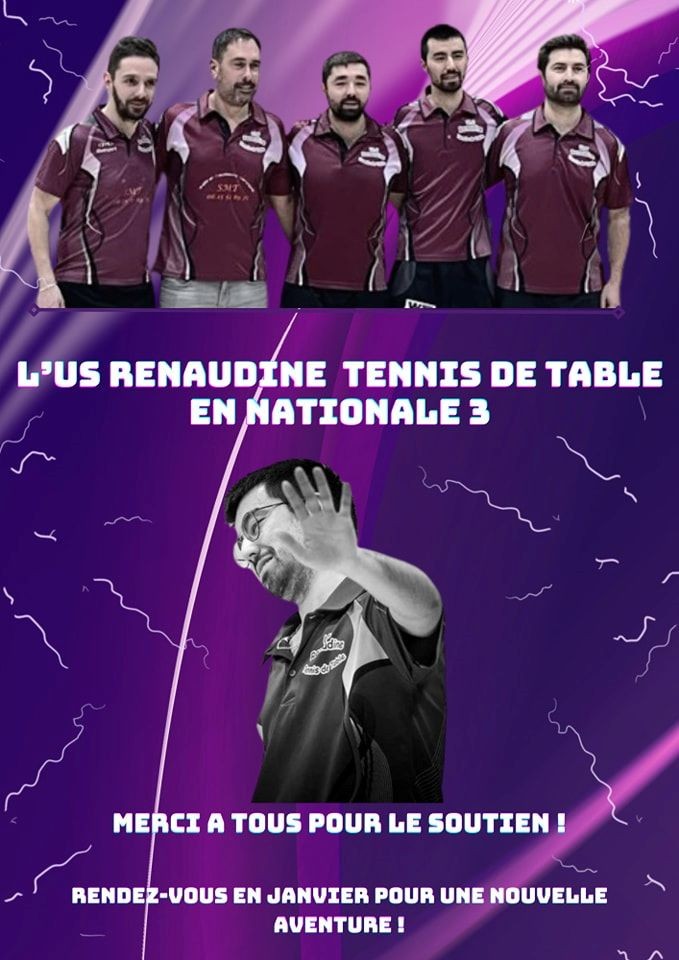 SMT
L'US RENAUDINE TENNIS DE TABLE
EN NATIONALE 3
MERCI A TOUS POUR LE SOUTIEN !
RENDEZ-VOUS EN JANVIER POUR UNE NOUVELLE
AVENTURE !